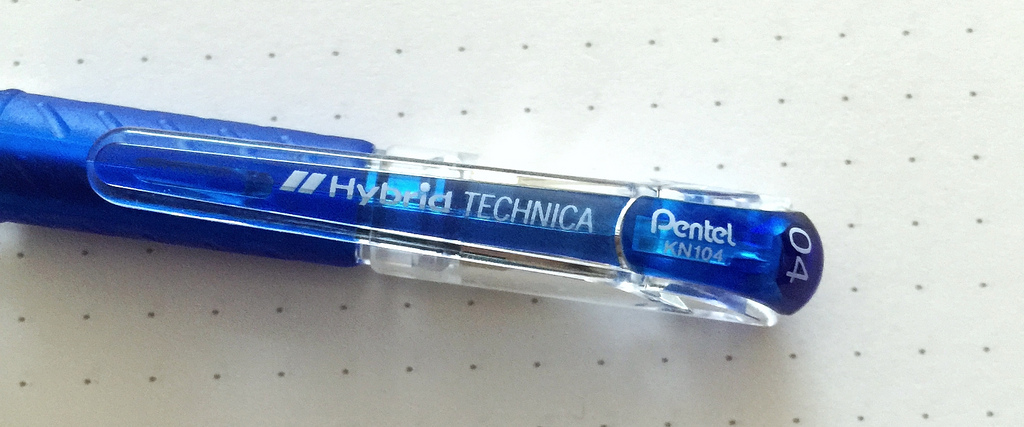 Hybrid TECHNICA
Pentel
KN104
04